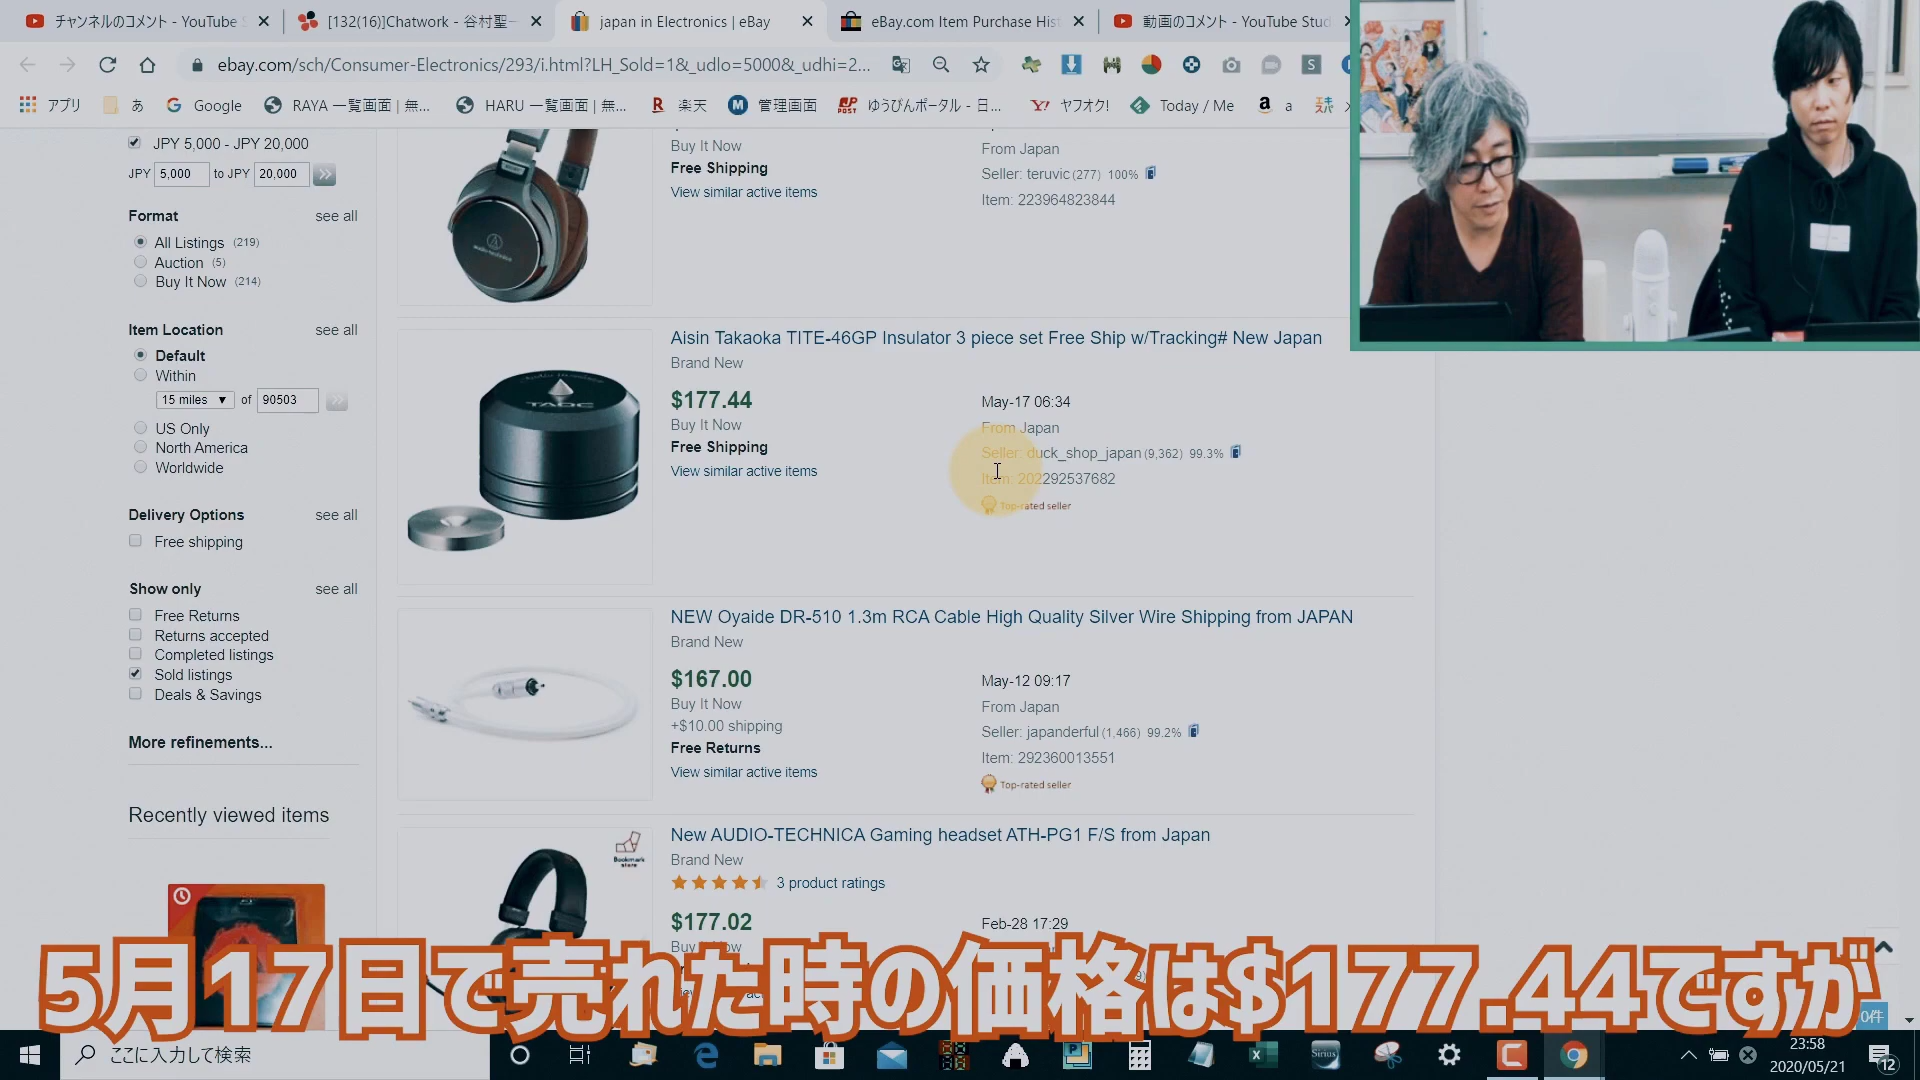 チャンネルのコメント - YouTube S
[132(16)]Chatwork - 谷村聖一
japan in Electronics | eBay
eBay.com Item Purchase Hist
動画のコメント - YouTube Stud
ebay.com/sch/Consumer-Electronics/293/i.html?LH_Sold=1&_udlo=5000&_udhi=2...
アプリ
あ
Google
RAYA 一覧画面 | 無...
HARU 一覧画面 | 無...
楽天
管理画面
ゆうびんポータル - 日...
ヤフオク!
Today / Me
a
JPY 5,000 - JPY 20,000
JPY 5,000 to JPY 20,000
Format see all
All Listings (219)
Auction (5)
Buy It Now (214)
Item Location see all
Default
Within
15 miles of 90503
US Only
North America
Worldwide
Delivery Options see all
Free shipping
Show only see all
Free Returns
Returns accepted
Completed listings
Sold listings
Deals & Savings
More refinements...
Recently viewed items
Buy It Now
Free Shipping
View similar active items
From Japan
Seller: teruvic (277) 100%
Item: 223964823844
Aisin Takaoka TITE-46GP Insulator 3 piece set Free Ship w/Tracking# New Japan
Brand New
$177.44
Buy It Now
Free Shipping
View similar active items
May-17 06:34
From Japan
Seller: duck_shop_japan (9,362) 99.3%
Item: 202292537682
Top-rated seller
TAOC
NEW Oyaide DR-510 1.3m RCA Cable High Quality Silver Wire Shipping from JAPAN
Brand New
$167.00
Buy It Now
+$10.00 shipping
Free Returns
View similar active items
May-12 09:17
From Japan
Seller: japanderful (1,466) 99.2%
Item: 292360013551
Top-rated seller
New AUDIO-TECHNICA Gaming headset ATH-PG1 F/S from Japan
Brand New
3 product ratings
$177.02
Feb-28 17:29
Bookmark store
5月17日で売れた時の価格は$177.44ですが
0件
ここに入力して検索
23:58
2020/05/21
12